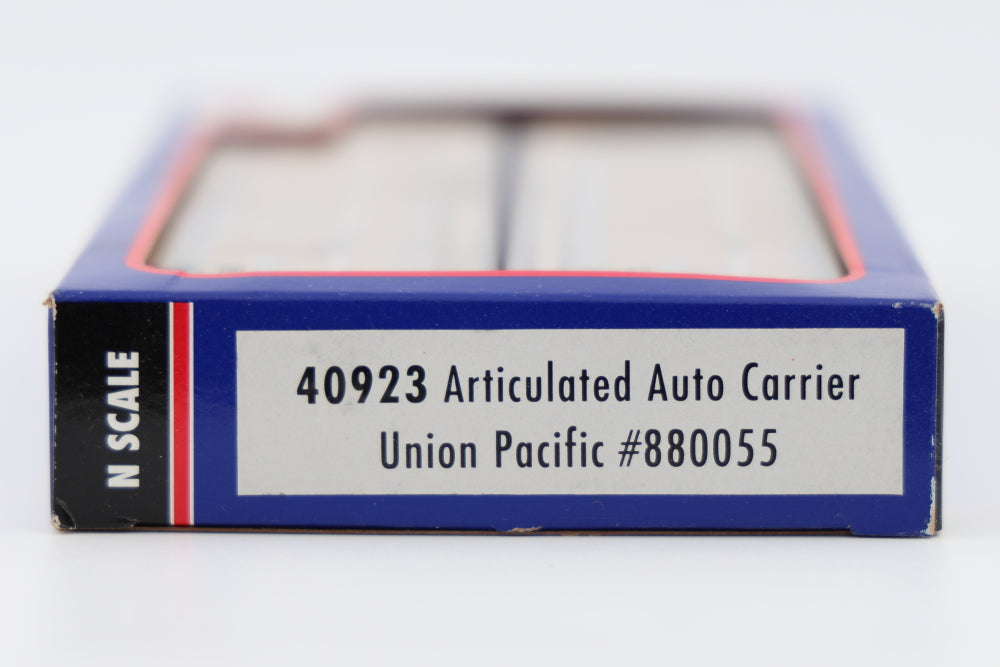 N SCALE
40923 Articulated Auto Carrier
Union Pacific #880055